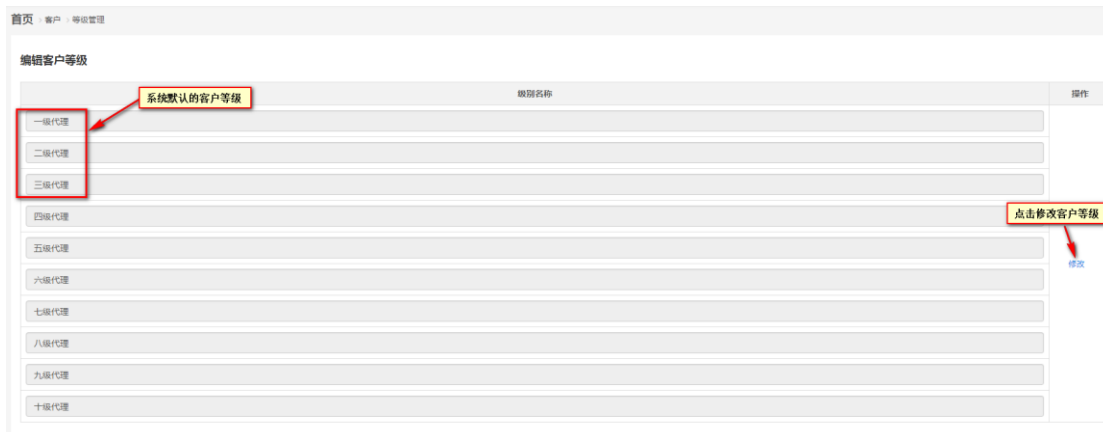 首页 > 客户 > 等级管理
编辑客户等级
级别名称 操作
系统默认的客户等级
一级代理
二级代理
三级代理
四级代理
点击修改客户等级
五级代理
修改
六级代理
七级代理
八级代理
九级代理
十级代理